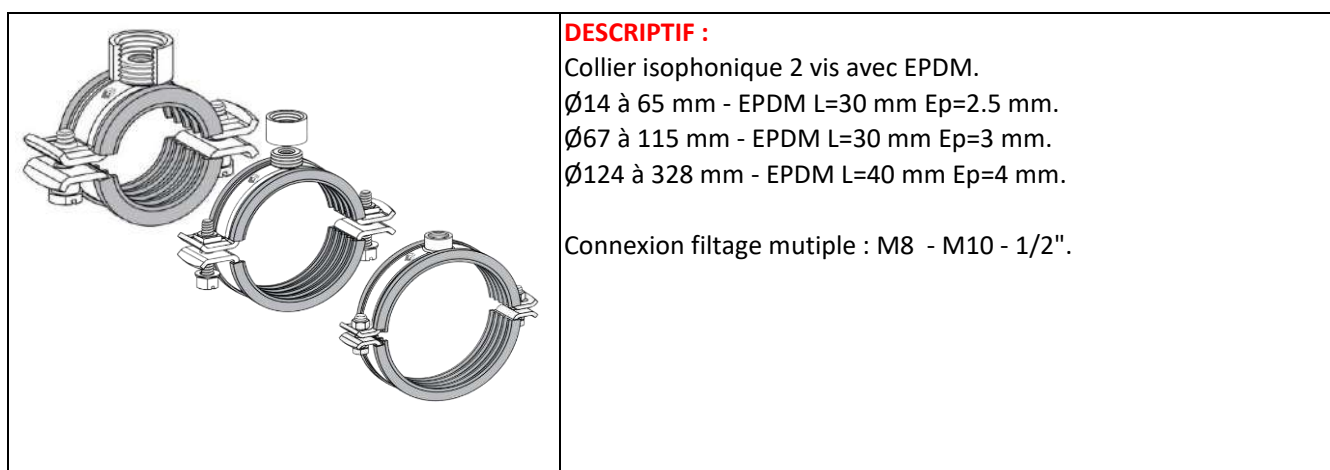 DESCRIPTIF :
Collier isophonique 2 vis avec EPDM.
Ø14 à 65 mm - EPDM L=30 mm Ep=2.5 mm.
Ø67 à 115 mm - EPDM L=30 mm Ep=3 mm.
Ø124 à 328 mm - EPDM L=40 mm Ep=4 mm.
Connexion filtage mutiple : M8 - M10 - 1/2".